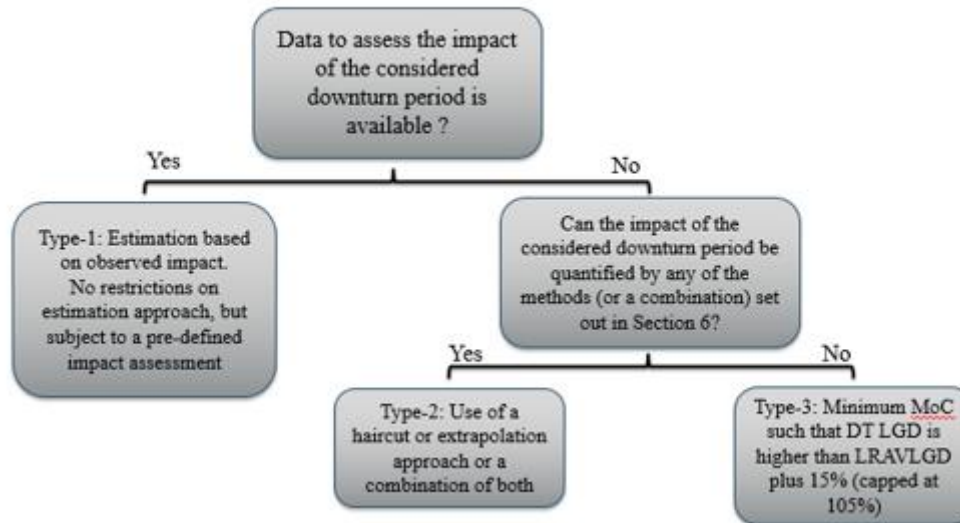 Data to assess the impact
of the considered
downturn period is
available ?
Yes
No
Type-1: Estimation based
on observed impact.
No restrictions on
estimation approach, but
subject to a pre-defined
impact assessment
Can the impact of the
considered downturn period be
quantified by any of the
methods (or a combination) set
out in Section 6?
Yes
No
Type-2: Use of a
haircut or extrapolation
approach or a
combination of both
Type-3: Minimum MoC
such that DT LGD is
higher than LRAVLGD
plus 15% (capped at
105%)